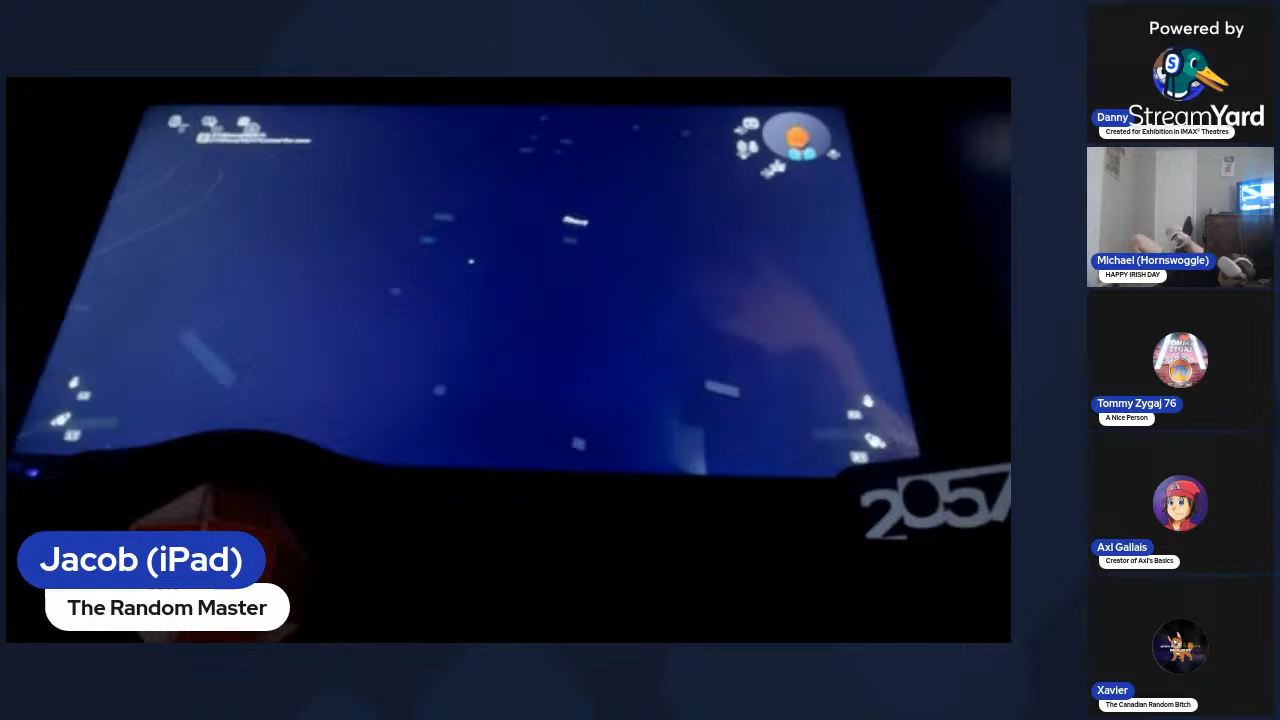 Powered by
StreamYard
Danny
Created for Exhibition in IMAX® Theatres
Michael (Hornswoggle)
HAPPY IRISH DAY
Tommy Zygaj 76
A Nice Person
Axl Gallais
Creator of Axl's Basics
Xavier
The Canadian Random Bitch
2057
Jacob (iPad)
The Random Master